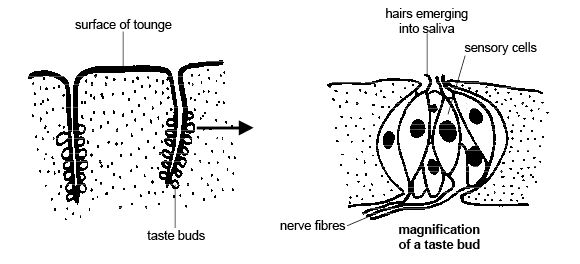 surface of tounge
taste buds
hairs emerging
into saliva
sensory cells
nerve fibres
magnification
of a taste bud